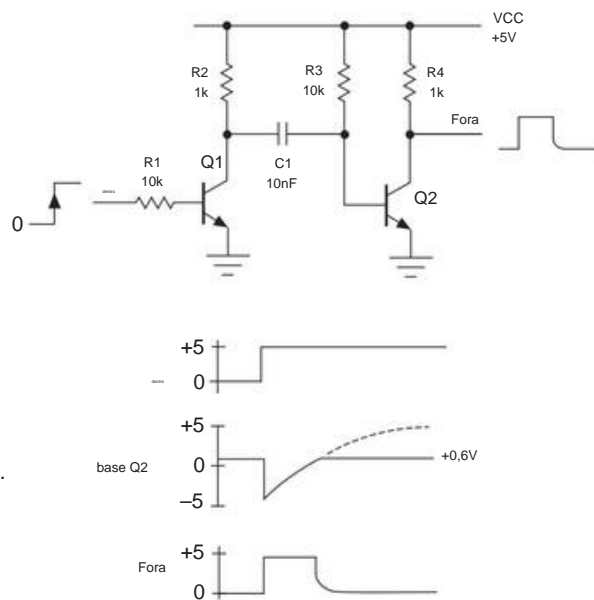 VCC
+5V
R2
1k
R3
10k
R4
1k
Fora
R1
10k
Q1
C1
10nF
Q2
dentro
0
+5
0
dentro
+5
0
–5
base Q2
+0,6V
.
+5
Fora
0